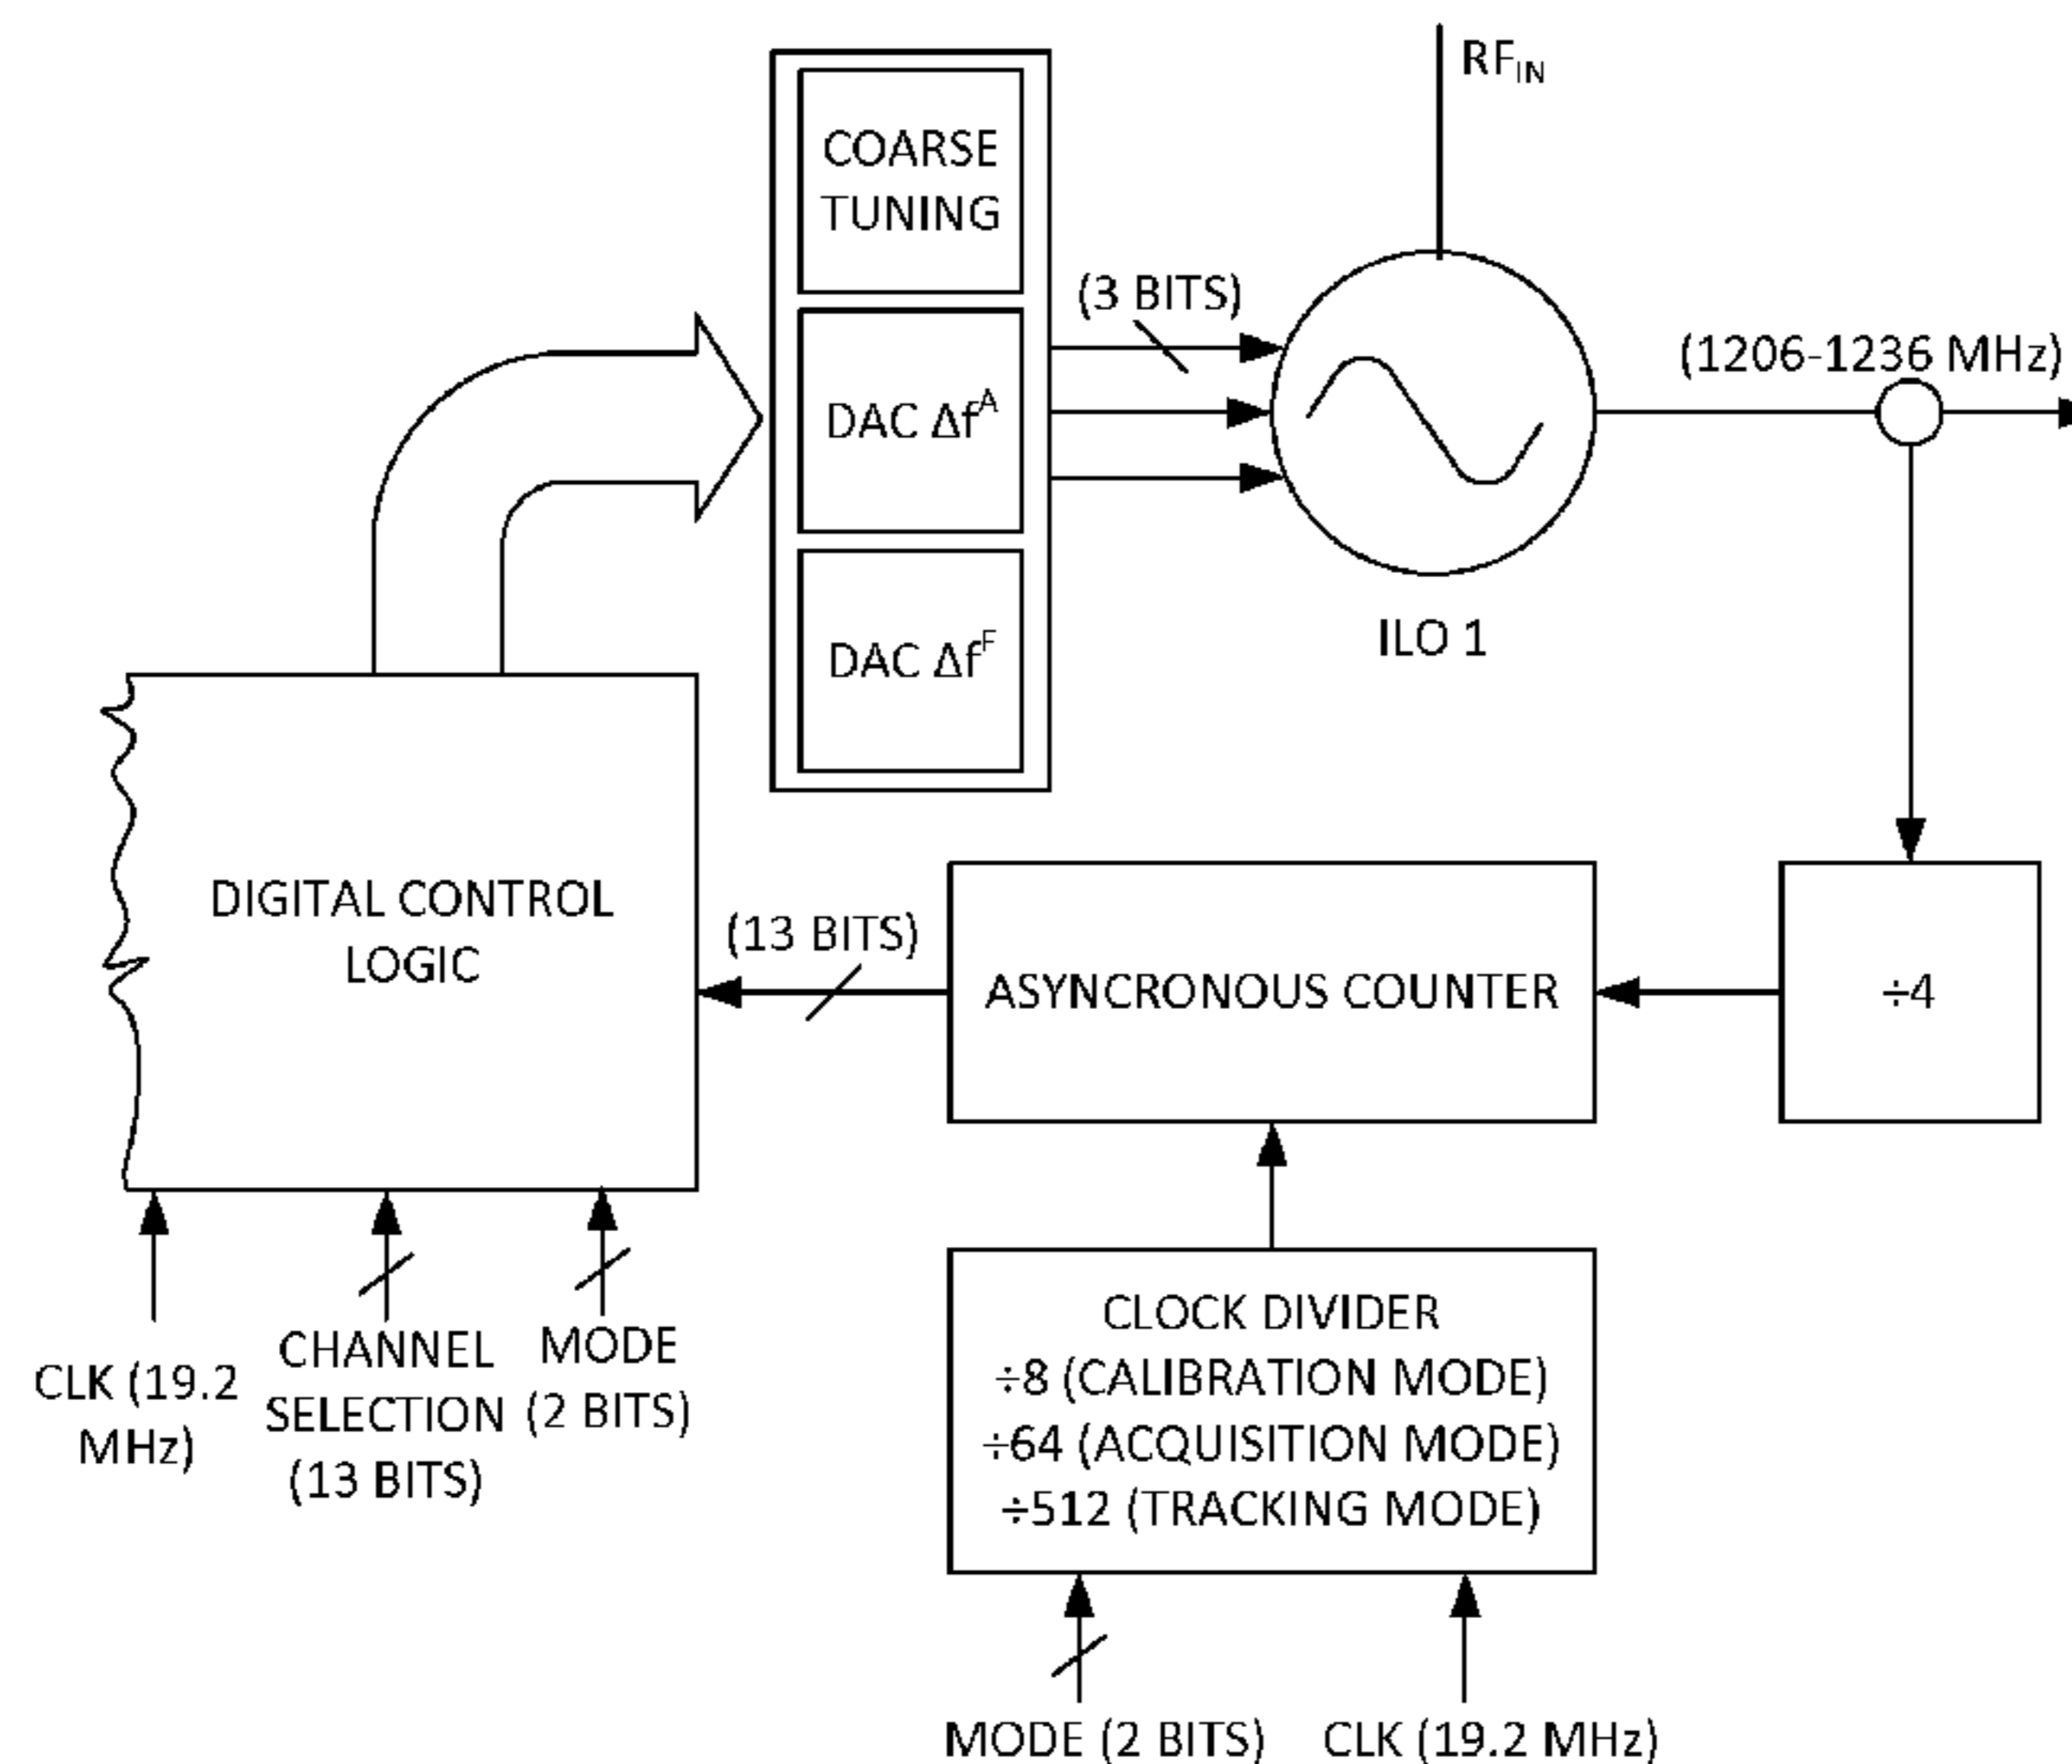 RFIN
COARSE
TUNING
(3 BITS)
(1206-1236 MHz)
DAC Δf^A
ILO 1
DAC Δf^F
DIGITAL CONTROL
LOGIC
(13 BITS)
ASYNCRONOUS COUNTER
÷4
CLK (19.2
MHz)
CHANNEL
SELECTION
(13 BITS)
MODE
(2 BITS)
CLOCK DIVIDER
÷8 (CALIBRATION MODE)
÷64 (ACQUISITION MODE)
÷512 (TRACKING MODE)
MODE (2 BITS)
CLK (19.2 MHz)